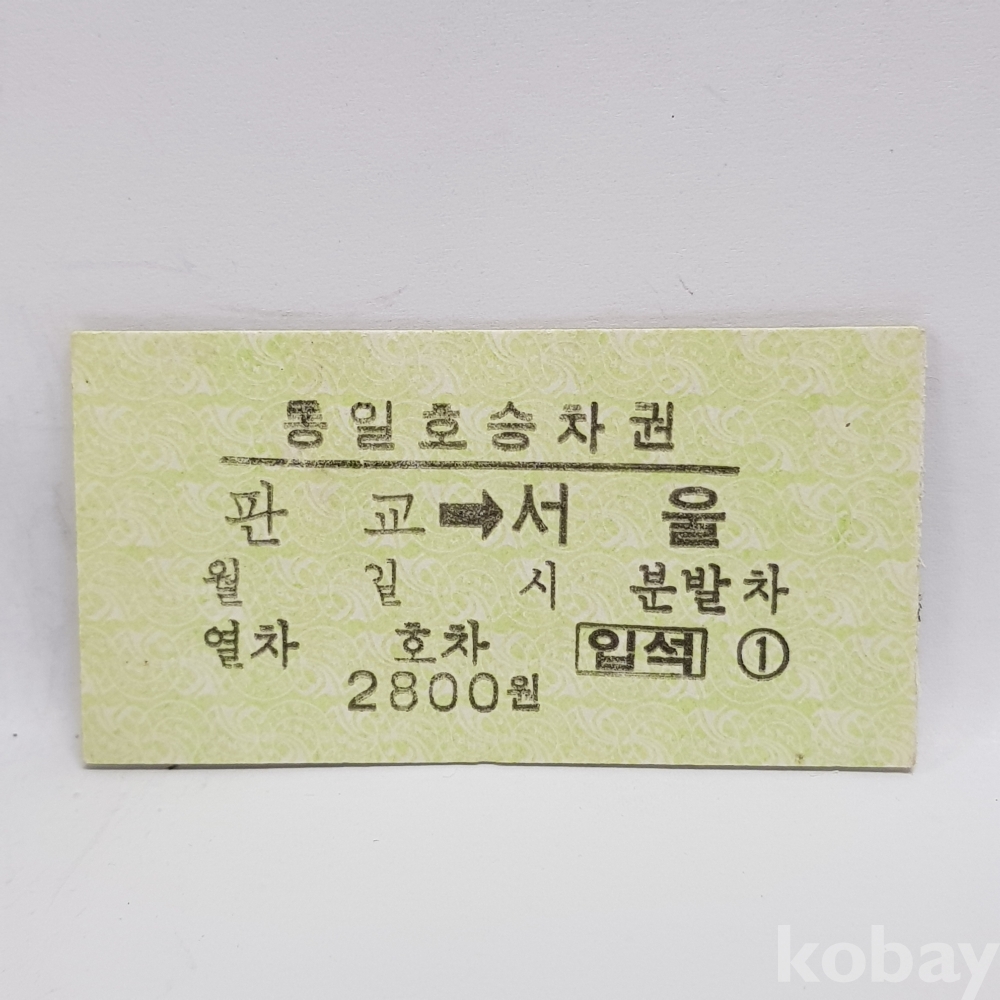 통일호승차권
판교➡서울
월 일 시 분발차
열차 호차 입석 ①
2800원
kobay